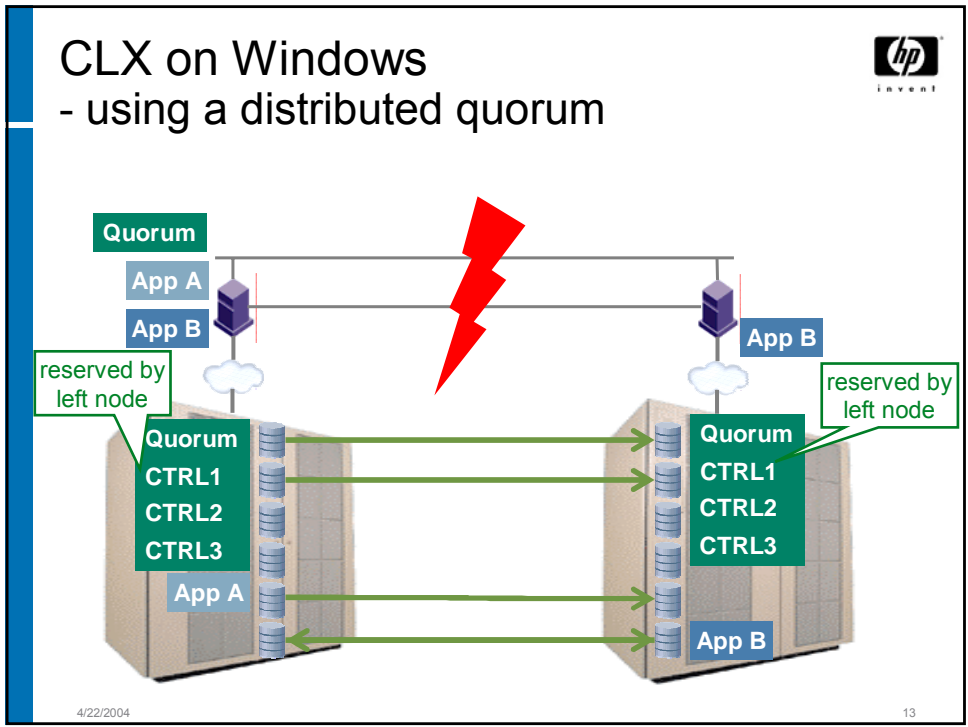 CLX on Windows
- using a distributed quorum
hp
invent
Quorum
App A
App B
App B
reserved by
left node
reserved by
left node
Quorum
CTRL1
CTRL2
CTRL3
App A
Quorum
CTRL1
CTRL2
CTRL3
App B
4/22/2004
13